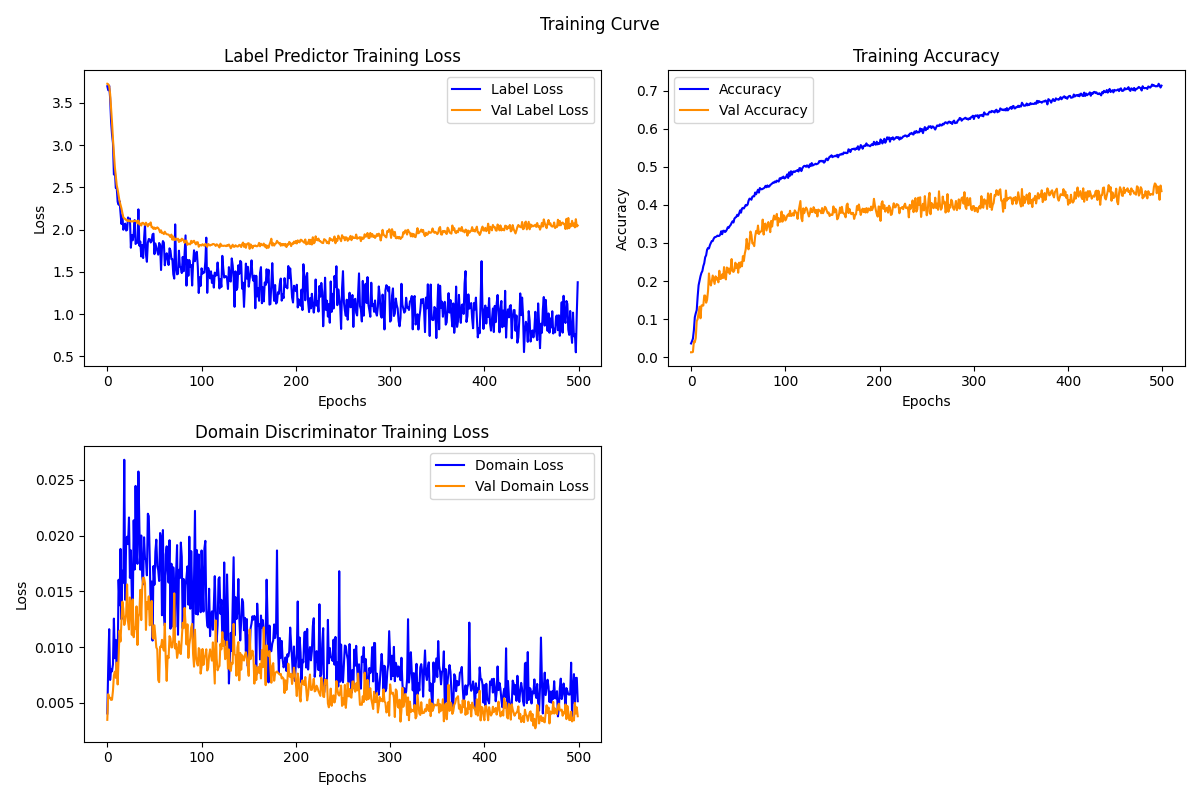 Training Curve
Label Predictor Training Loss
Loss
3.5
3.0
2.5
2.0
1.5
1.0
0.5
Label Loss
Val Label Loss
0 100 200 300 400 500
Epochs
Training Accuracy
Accuracy
0.7
0.6
0.5
0.4
0.3
0.2
0.1
0.0
Accuracy
Val Accuracy
0 100 200 300 400 500
Epochs
Domain Discriminator Training Loss
Loss
0.025
0.020
0.015
0.010
0.005
Domain Loss
Val Domain Loss
0 100 200 300 400 500
Epochs